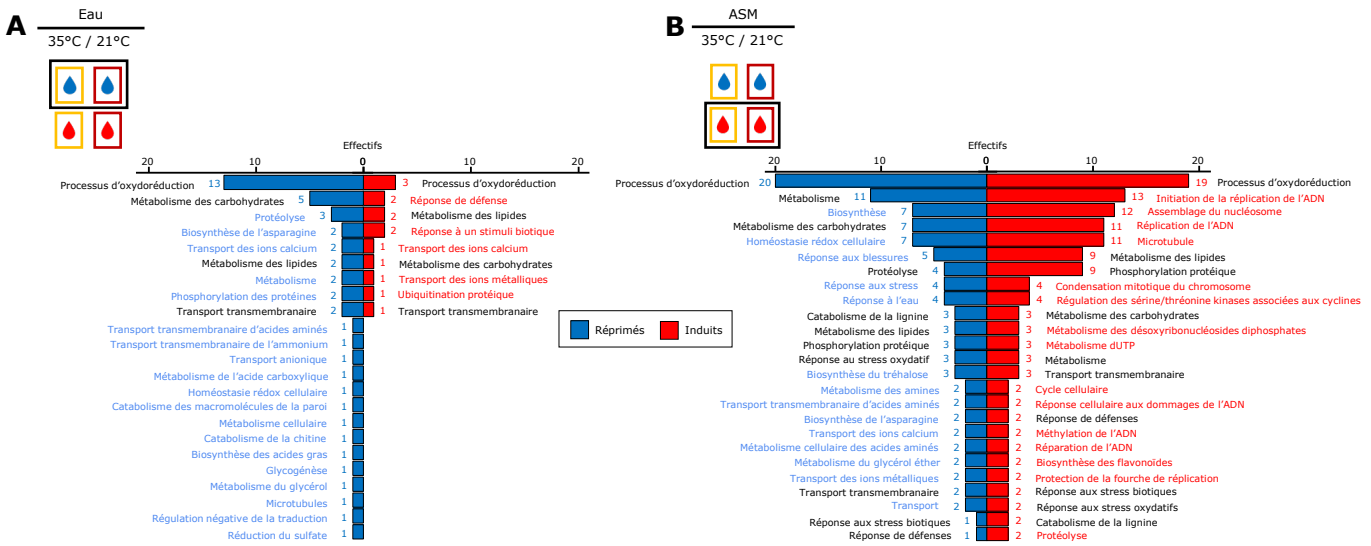 A
Eau
35°C / 21°C
Effectifs
20 10 0 10 20
Processus d'oxydoréduction 13 3 Processus d'oxydoréduction
Métabolisme des carbohydrates 5 2 Réponse de défense
Protéolyse 3 2 Métabolisme des lipides
Biosynthèse de l'asparagine 2 2 Réponse à un stimuli biotique
Transport des ions calcium 2 1 Transport des ions calcium
Métabolisme des lipides 2 1 Métabolisme des carbohydrates
Métabolisme 2 1 Transport des ions métalliques
Phosphorylation des protéines 2 1 Ubiquitination protéique
Transport transmembranaire 2 1 Transport transmembranaire
Transport transmembranaire d'acides aminés 1
Transport transmembranaire de l'ammonium 1
Transport anionique 1
Métabolisme de l'acide carboxylique 1
Homéostasie rédox cellulaire 1
Catabolisme des macromolécules de la paroi 1
Métabolisme cellulaire 1
Catabolisme de la chitine 1
Biosynthèse des acides gras 1
Glycogénèse 1
Métabolisme du glycérol 1
Microtubules 1
Régulation négative de la traduction 1
Réduction du sulfate 1
Réprimés Induits
B
ASM
35°C / 21°C
Effectifs
20 10 0 10 20
Processus d'oxydoréduction 20 19 Processus d'oxydoréduction
Métabolisme 11 13 Initiation de la réplication de l'ADN
Biosynthèse 7 12 Assemblage du nucléosome
Métabolisme des carbohydrates 7 11 Réplication de l'ADN
Homéostasie rédox cellulaire 7 11 Microtubule
Réponse aux blessures 5 9 Métabolisme des lipides
Protéolyse 4 9 Phosphorylation protéique
Réponse aux stress 4 4 Condensation mitotique du chromosome
Réponse à l'eau 4 4 Régulation des sérine/thréonine kinases associées aux cyclines
Catabolisme de la lignine 3 3 Métabolisme des carbohydrates
Métabolisme des lipides 3 3 Métabolisme des désoxyribonucléosides diphosphates
Phosphorylation protéique 3 3 Métabolisme dUTP
Réponse au stress oxydatif 3 3 Métabolisme
Biosynthèse du tréhalose 3 3 Transport transmembranaire
Métabolisme des amines 2 2 Cycle cellulaire
Transport transmembranaire d'acides aminés 2 2 Réponse cellulaire aux dommages de l'ADN
Biosynthèse de l'asparagine 2 2 Réponse de défenses
Transport des ions calcium 2 2 Méthylation de l'ADN
Métabolisme cellulaire des acides aminés 2 2 Réparation de l'ADN
Métabolisme du glycérol éther 2 2 Biosynthèse des flavonoïdes
Transport des ions métalliques 2 2 Protection de la fourche de réplication
Transport transmembranaire 2 2 Réponse aux stress biotiques
Transport 2 2 Réponse aux stress oxydatifs
Réponse aux stress biotiques 1 2 Catabolisme de la lignine
Réponse de défenses 1 2 Protéolyse